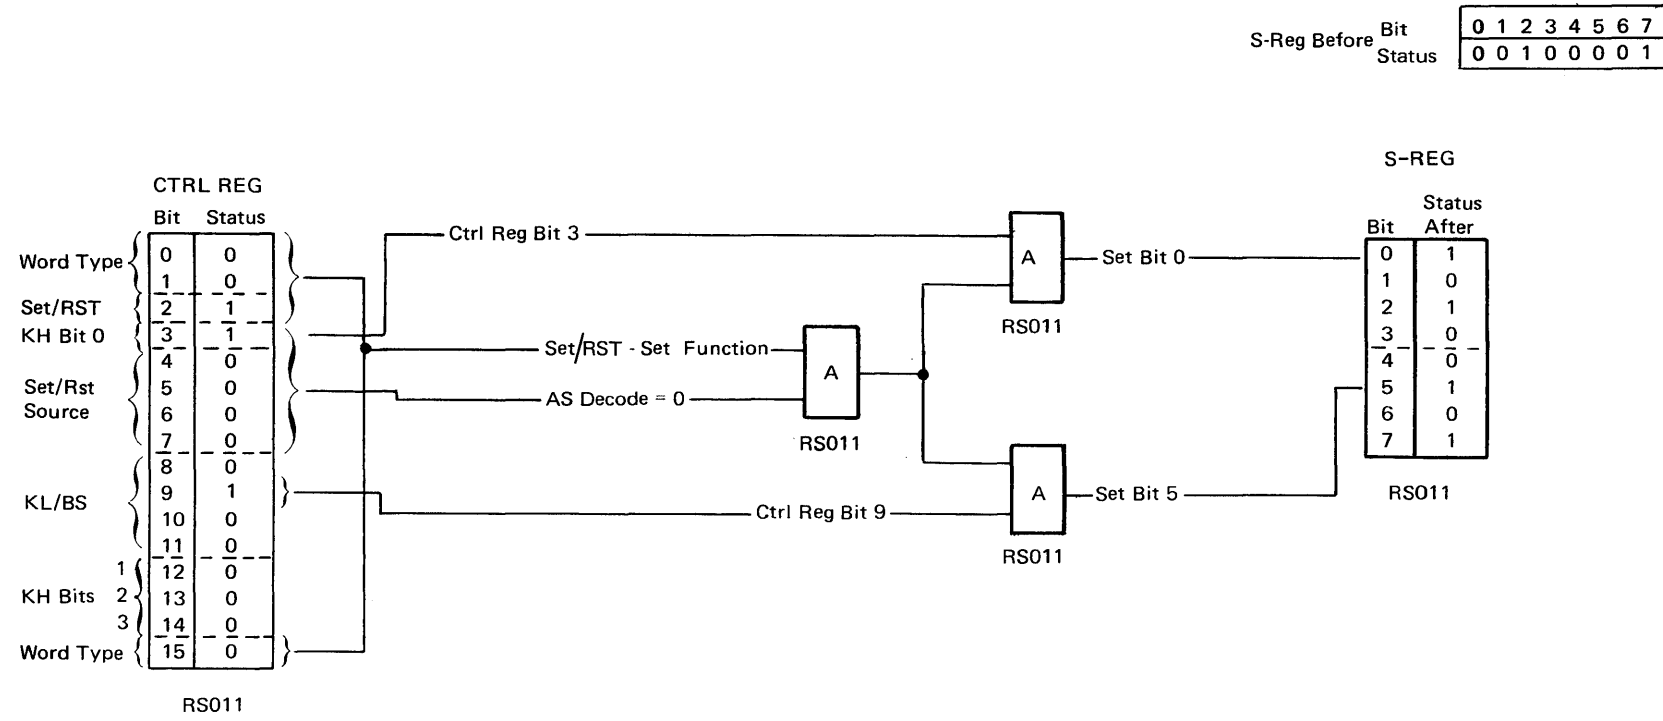 S-Reg Before Bit 0 1 2 3 4 5 6 7
Status 0 0 1 0 0 0 0 1
CTRL REG
Bit Status
Word Type
0 0
1 0
Set/RST 2 1
KH Bit 0 3 1
4 0
Set/Rst Source
5 0
6 0
7 0
8 0
KL/BS
9 1
10 0
11 0
1 12 0
KH Bits 2 13 0
3 14 0
Word Type 15 0
RS011
Ctrl Reg Bit 3
Set/RST - Set Function
AS Decode = 0
Ctrl Reg Bit 9
A
RS011
A
RS011
A
RS011
Set Bit 0
Set Bit 5
S-REG
Bit Status After
0 1
1 0
2 1
3 0
4 0
5 1
6 0
7 1
RS011